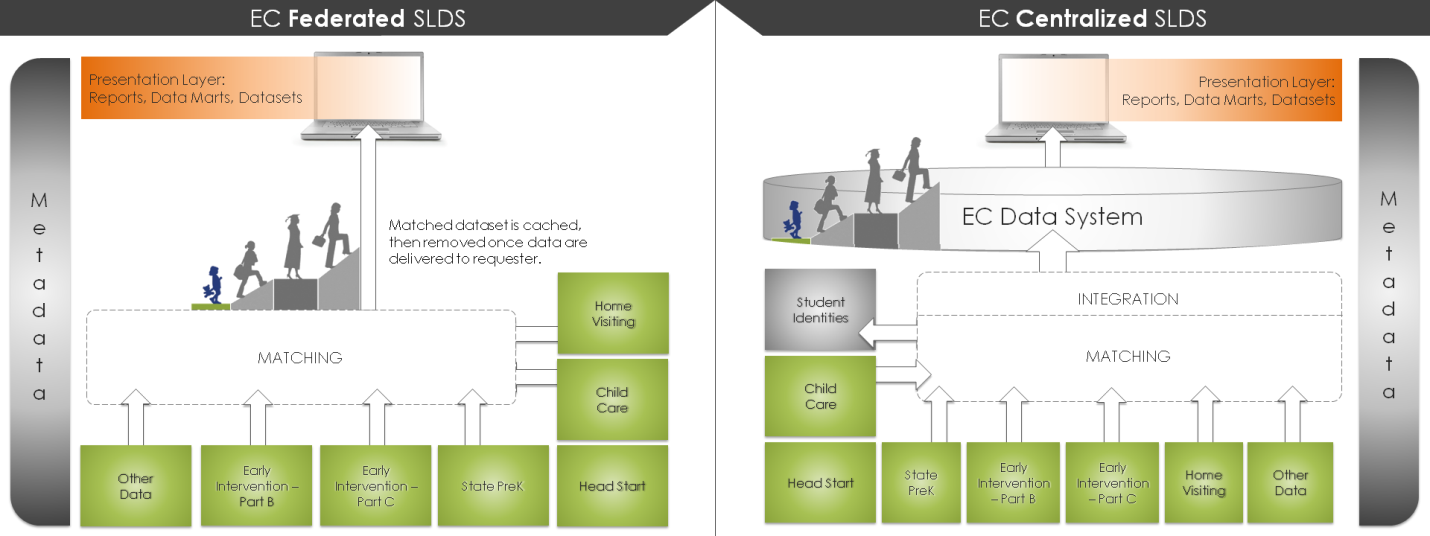 EC Federated SLDS
Presentation Layer:
Reports, Data Marts, Datasets
M
e
t
a
d
a
t
a
Matched dataset is cached,
then removed once data are
delivered to requester.
Home
Visiting
MATCHING
Child
Care
Other
Data
Early
Intervention –
Part B
Early
Intervention –
Part C
State PreK
Head Start
EC Centralized SLDS
Presentation Layer:
Reports, Data Marts, Datasets
M
e
t
a
d
a
t
a
EC Data System
Student
Identities
INTEGRATION
MATCHING
Child
Care
Head Start
State
PreK
Early
Intervention
– Part B
Early
Intervention
– Part C
Home
Visiting
Other
Data